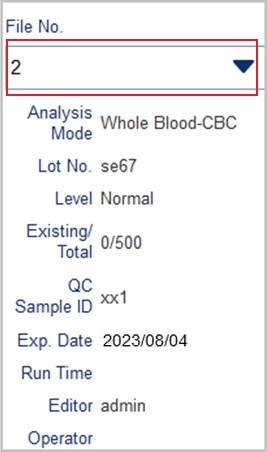 File No.
2
Analysis Mode Whole Blood-CBC
Lot No. se67
Level Normal
Existing/ Total 0/500
QC Sample ID xx1
Exp. Date 2023/08/04
Run Time
Editor admin
Operator